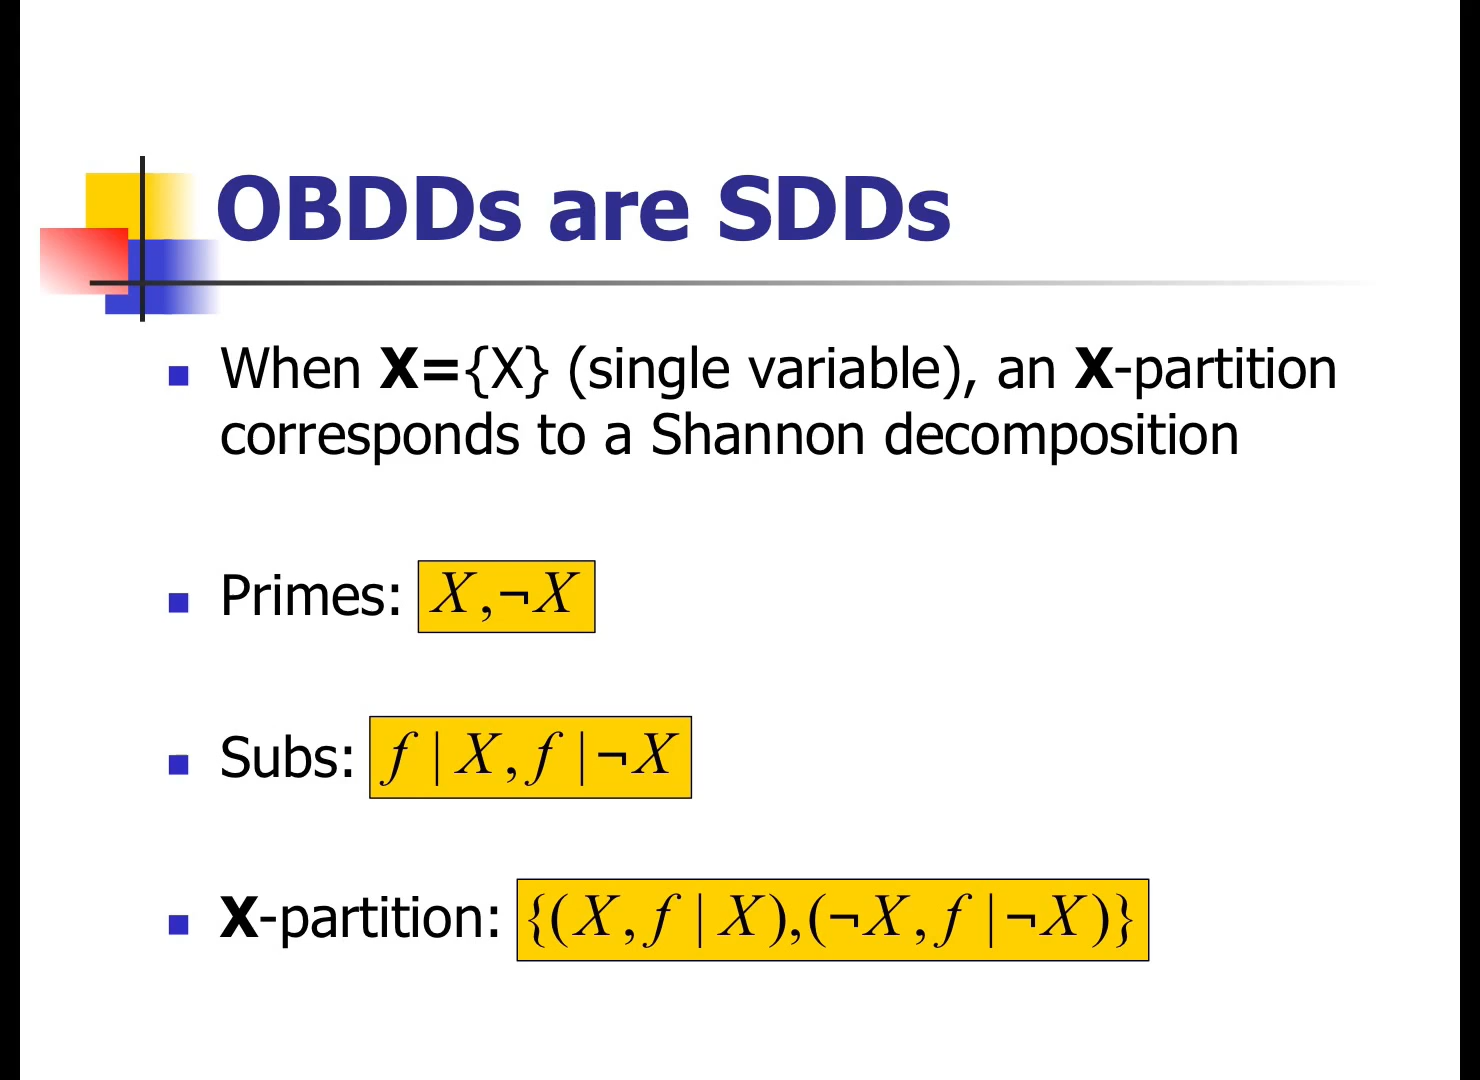 OBDDs are SDDs
When X={X} (single variable), an X-partition
corresponds to a Shannon decomposition
Primes: X,¬X
Subs: f | X, f | ¬X
X-partition: {(X, f | X),(¬X, f | ¬X)}